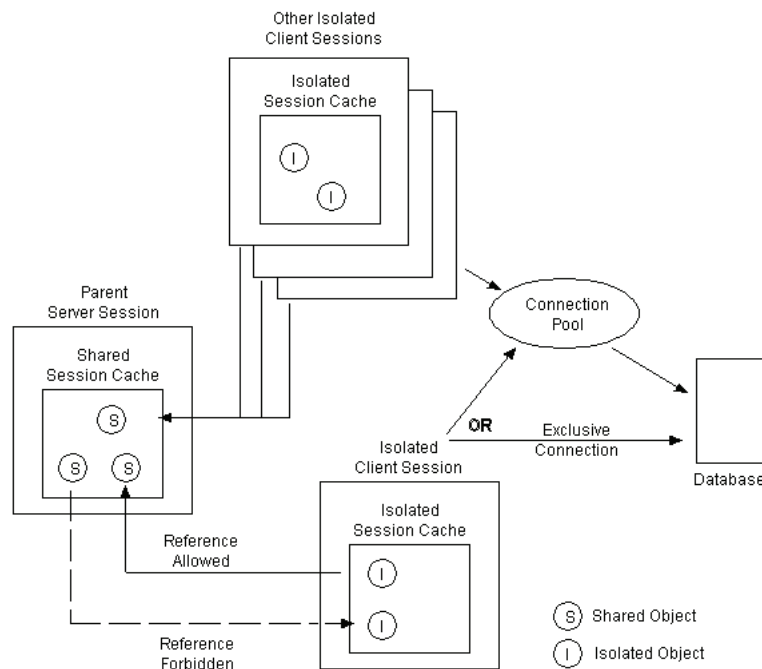 Other Isolated
Client Sessions
Isolated
Session Cache
I
I
Parent
Server Session
Shared
Session Cache
S
S
S
Connection
Pool
OR
Exclusive
Connection
Database
Isolated
Client Session
Isolated
Session Cache
I
I
Reference
Allowed
Reference
Forbidden
S Shared Object
I Isolated Object